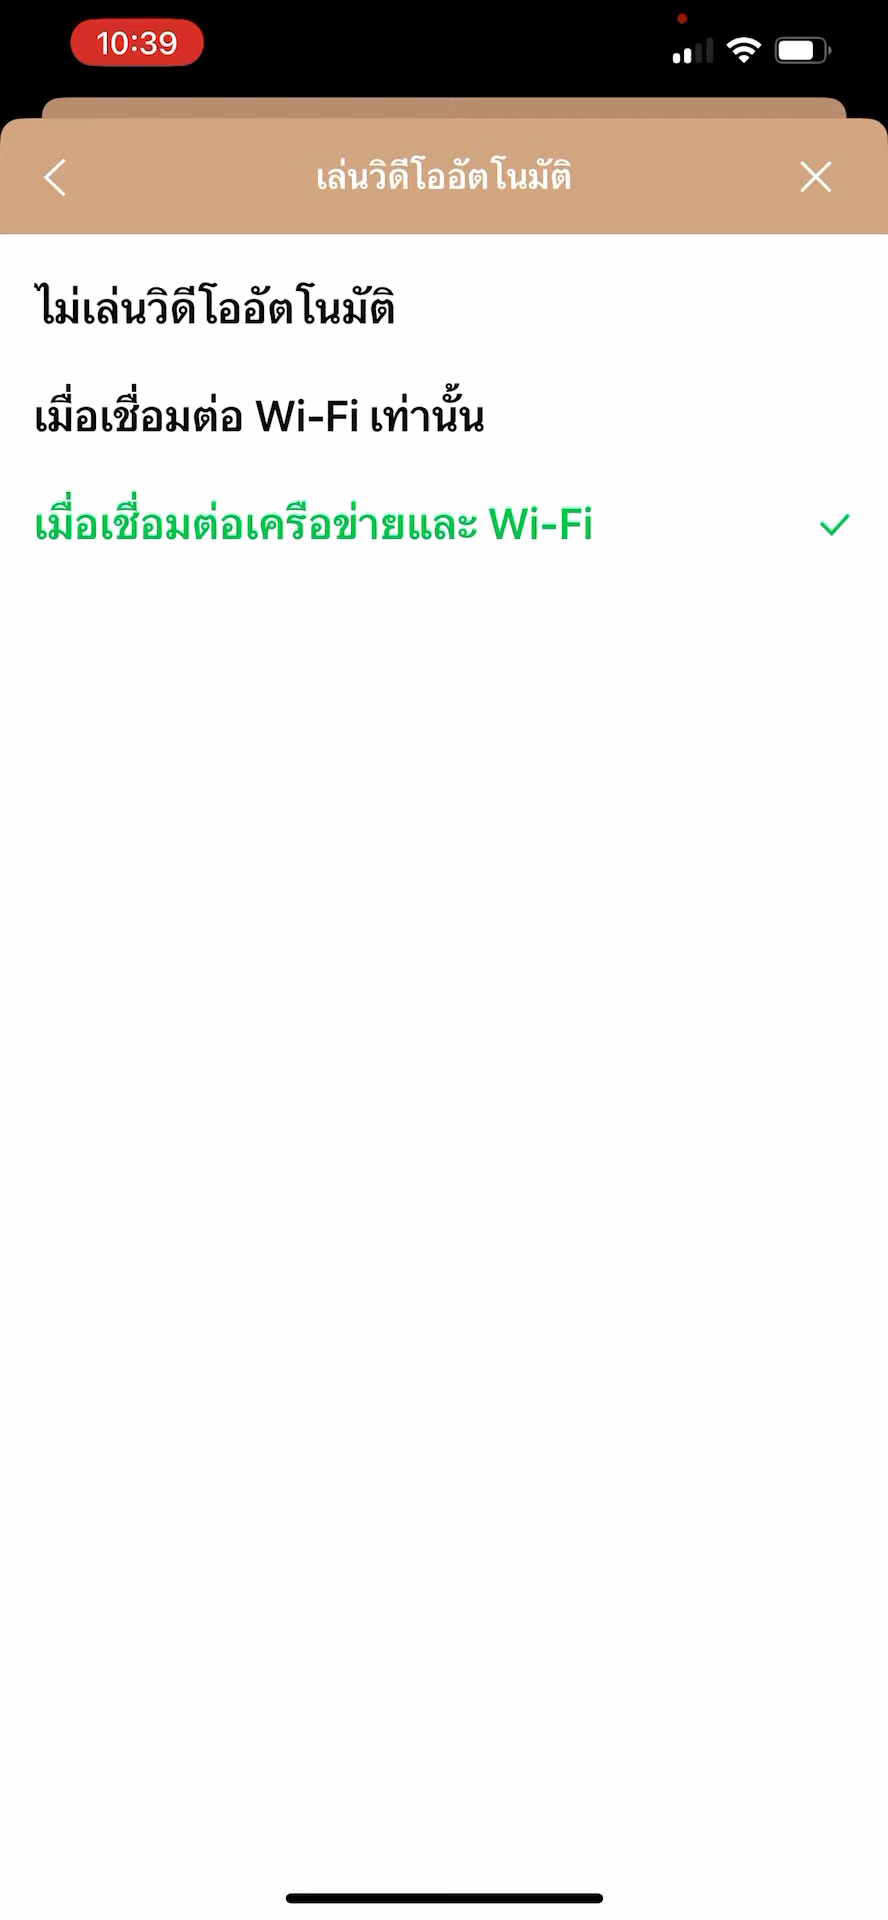 10:39
เล่นวิดีโออัตโนมัติ
ไม่เล่นวิดีโออัตโนมัติ
เมื่อเชื่อมต่อ Wi-Fi เท่านั้น
เมื่อเชื่อมต่อเครือข่ายและ Wi-Fi